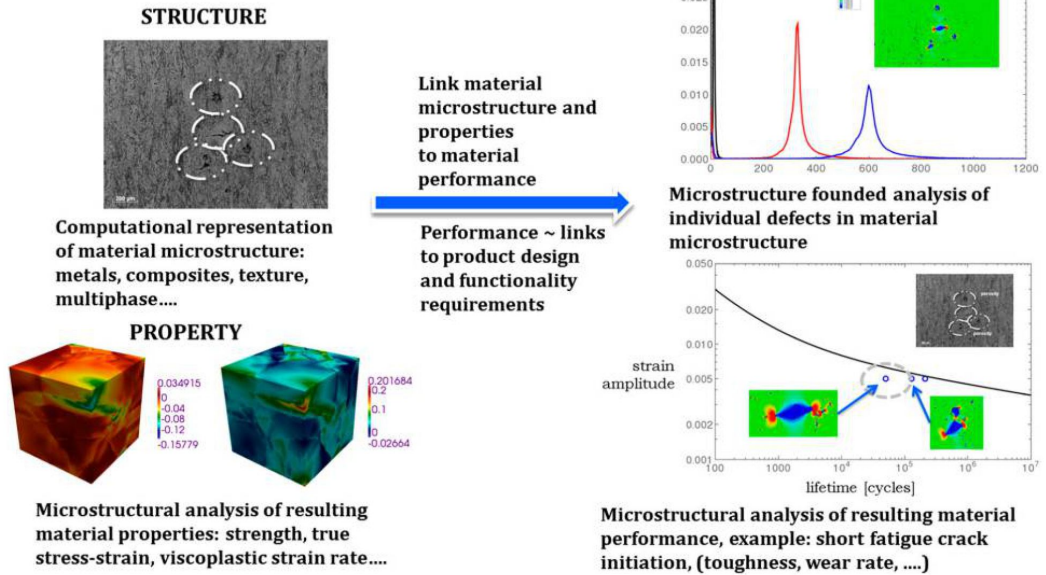 STRUCTURE
Computational representation
of material microstructure:
metals, composites, texture,
multiphase....
PROPERTY
0.034915
0
-0.04
-0.08
-0.12
-0.15779
0.201684
0.2
0.1
0
-0.02664
Microstructural analysis of resulting
material properties: strength, true
stress-strain, viscoplastic strain rate....
Link material
microstructure and
properties
to material
performance
Performance ~ links
to product design
and functionality
requirements
0.020
0.015
0.010
0.005
0.000
0 200 400 600 800 1000 1200
Microstructure founded analysis of
individual defects in material
microstructure
0.050
0.020
0.010
strain
amplitude
0.005
0.002
0.001
porosity
porosity
100 1000 10⁴ 10⁵ 10⁶ 10⁷
lifetime [cycles]
Microstructural analysis of resulting material
performance, example: short fatigue crack
initiation, (toughness, wear rate, ....)